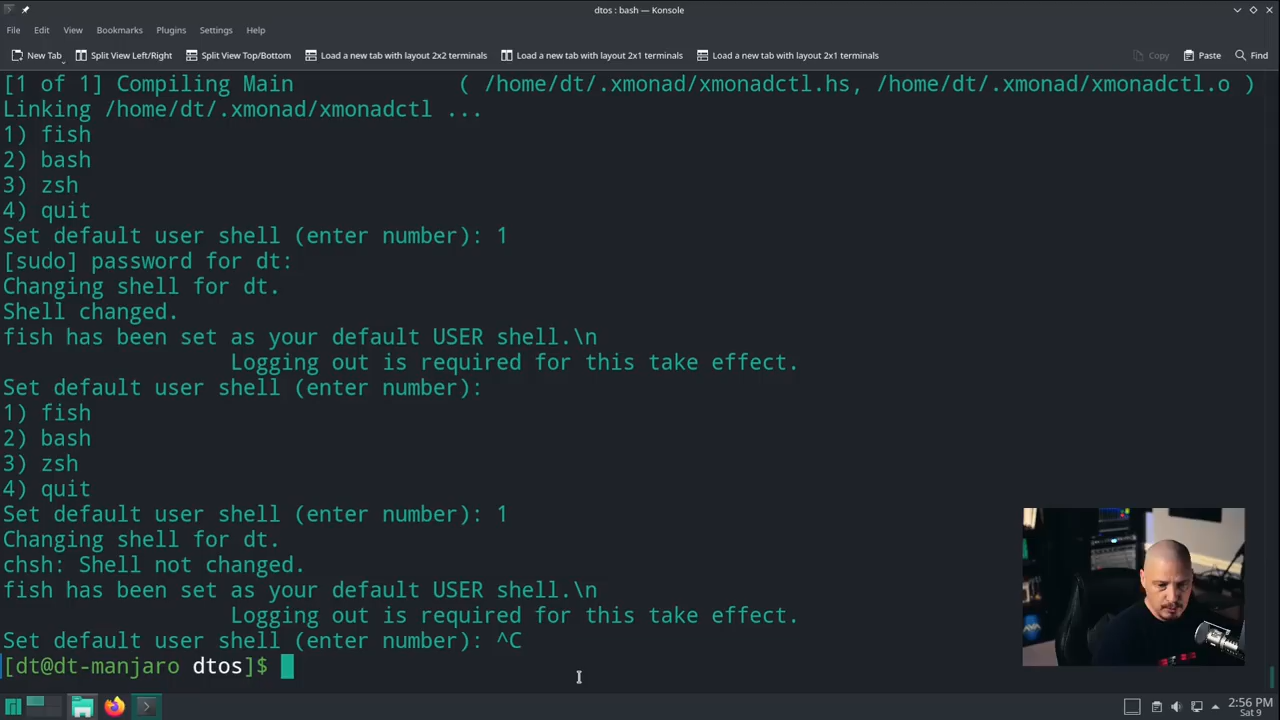 dtos : bash — Konsole
File Edit View Bookmarks Plugins Settings Help
New Tab Split View Left/Right Split View Top/Bottom Load a new tab with layout 2x2 terminals Load a new tab with layout 2x1 terminals Load a new tab with layout 1x2 terminals Copy Paste Find
[1 of 1] Compiling Main ( /home/dt/.xmonad/xmonadctl.hs, /home/dt/.xmonad/xmonadctl.o )
Linking /home/dt/.xmonad/xmonadctl ...
1) fish
2) bash
3) zsh
4) quit
Set default user shell (enter number): 1
[sudo] password for dt:
Changing shell for dt.
Shell changed.
fish has been set as your default USER shell.\n
Logging out is required for this take effect.
Set default user shell (enter number):
1) fish
2) bash
3) zsh
4) quit
Set default user shell (enter number): 1
Changing shell for dt.
chsh: Shell not changed.
fish has been set as your default USER shell.\n
Logging out is required for this take effect.
Set default user shell (enter number): ^C
[dt@dt-manjaro dtos]$
2:56 PM
Sat 9